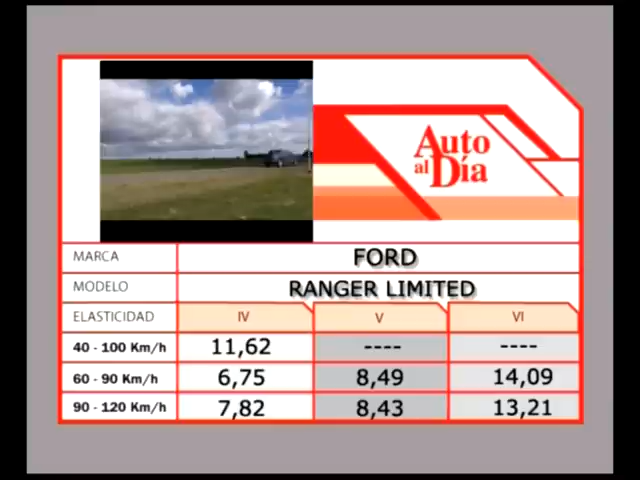 Auto
al Día
MARCA FORD
MODELO RANGER LIMITED
ELASTICIDAD IV V VI
40 - 100 Km/h 11,62 ---- ----
60 - 90 Km/h 6,75 8,49 14,09
90 - 120 Km/h 7,82 8,43 13,21